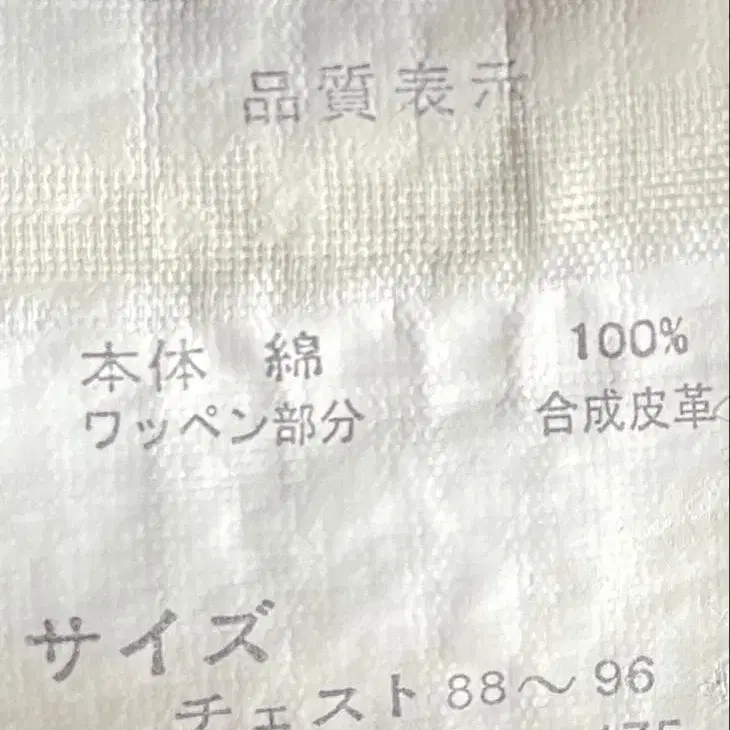 品質表示
本体 綿 100%
ワッペン部分 合成皮革
サイズ
チェスト 88〜96